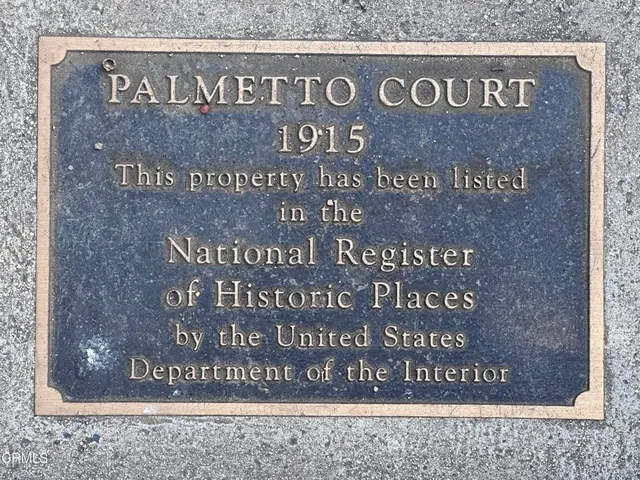 PALMETTO COURT
1915
This property has been listed
in the
National Register
of Historic Places
by the United States
Department of the Interior
GRMLS